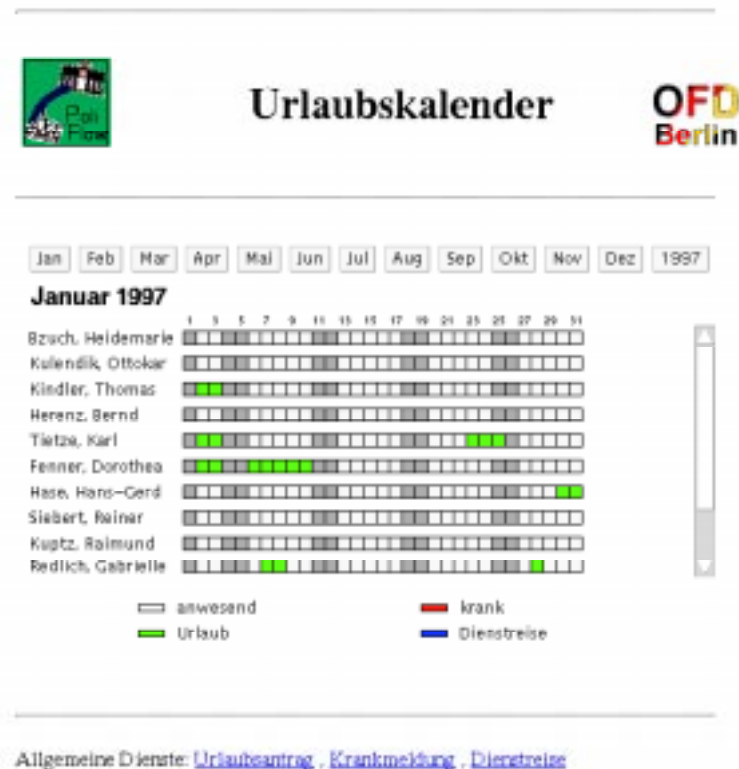 Poli
Flow
Urlaubskalender
OFD
Berlin
Jan Feb Mar Apr Mai Jun Jul Aug Sep Okt Nov Dez 1997
Januar 1997
1 3 5 7 9 11 13 15 17 19 21 23 25 27 29 31
Bzuch, Heidemarie
Kulendik, Ottokar
Kindler, Thomas
Herenz, Bernd
Tietze, Karl
Fenner, Dorothea
Hase, Hans-Gerd
Siebert, Reiner
Kuptz, Raimund
Redlich, Gabrielle
anwesend krank
Urlaub Dienstreise
Allgemeine Dienste: Urlaubsantrag , Krankmeldung , Dienstreise